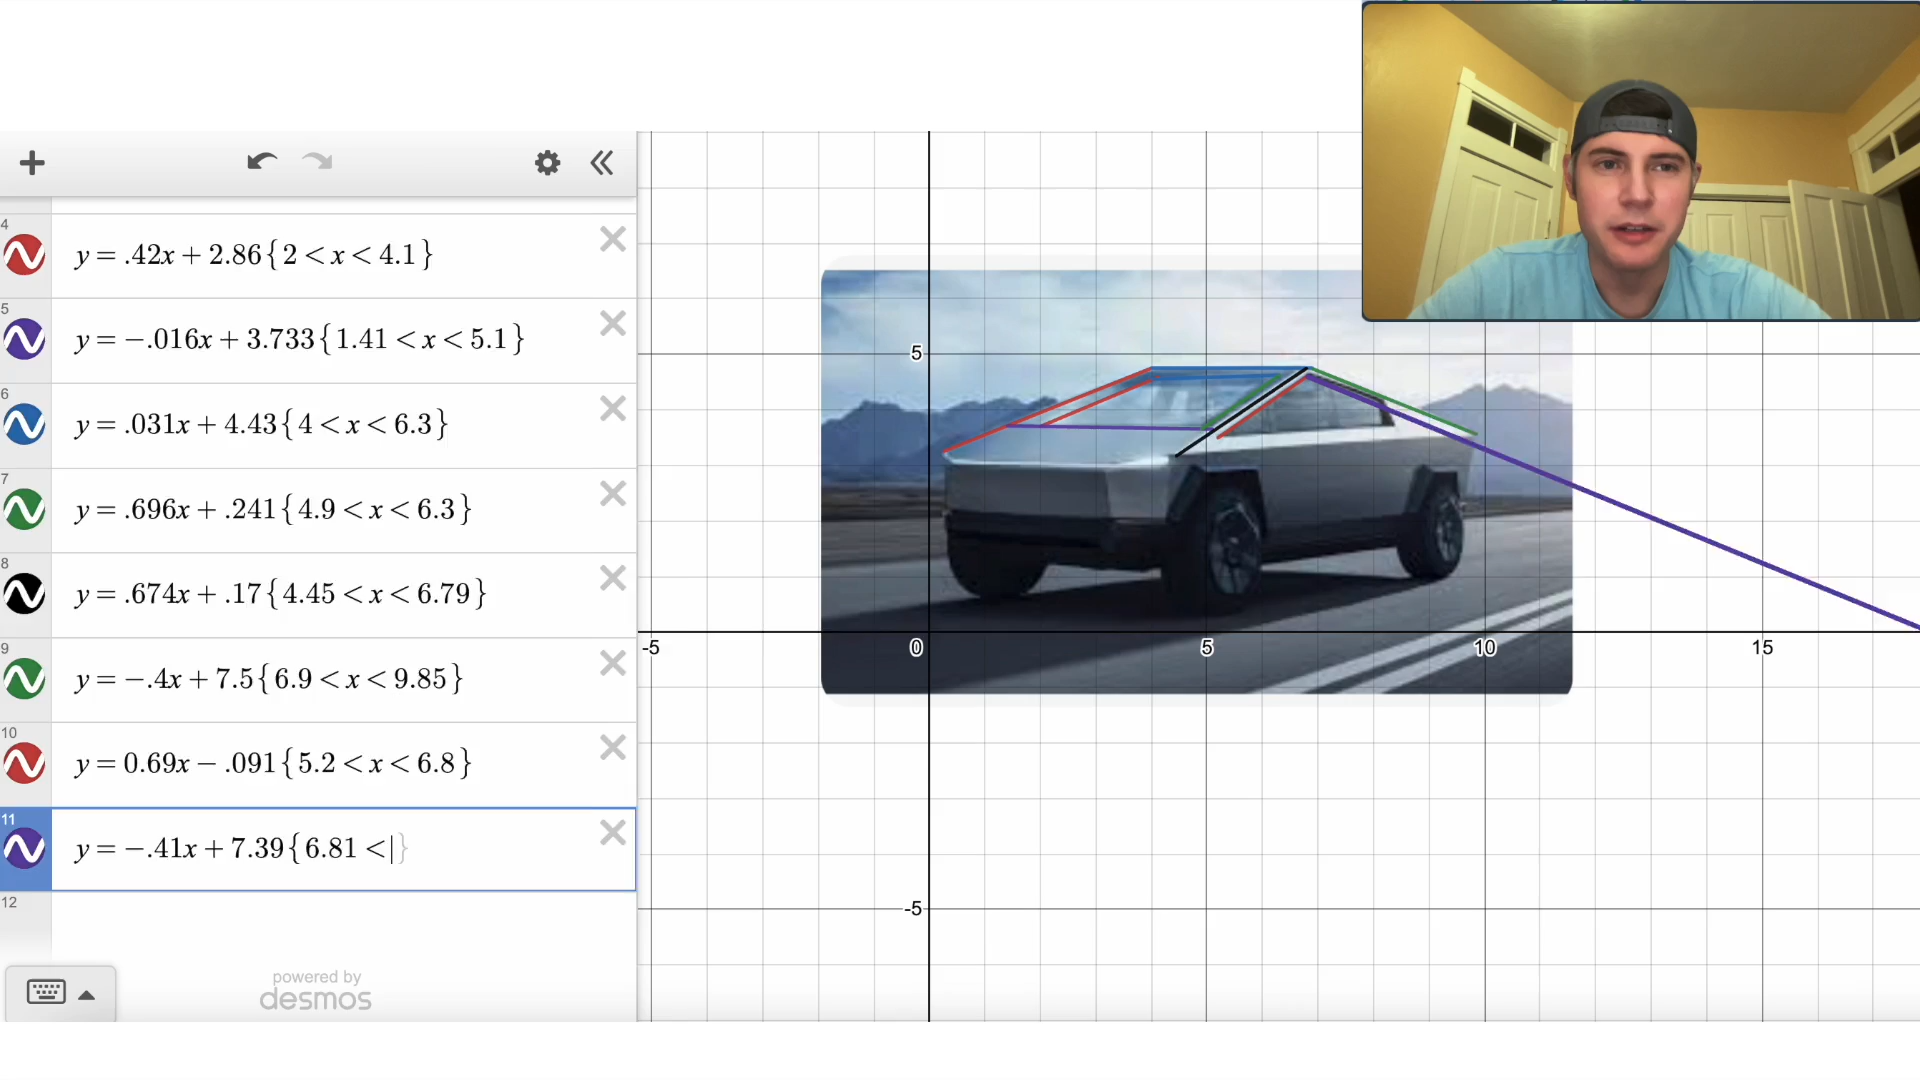 4
y = .42x + 2.86{2 < x < 4.1}
5
y = −.016x + 3.733{1.41 < x < 5.1}
6
y = .031x + 4.43{4 < x < 6.3}
7
y = .696x + .241{4.9 < x < 6.3}
8
y = .674x + .17{4.45 < x < 6.79}
9
y = −.4x + 7.5{6.9 < x < 9.85}
10
y = 0.69x − .091{5.2 < x < 6.8}
11
y = −.41x + 7.39{6.81 <}
12
powered by
desmos
5
-5 0 5 10 15
-5